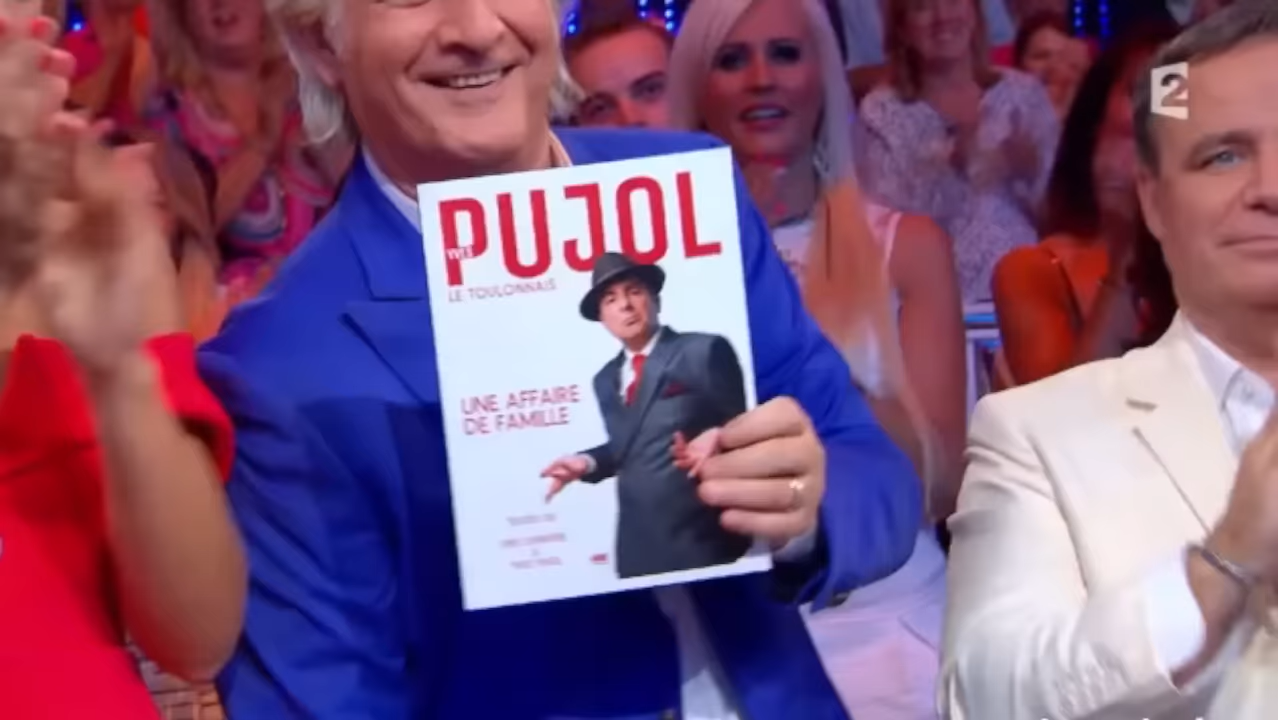 PUJOL
YVES
LE TOULONNAIS
UNE AFFAIRE
DE FAMILLE
2